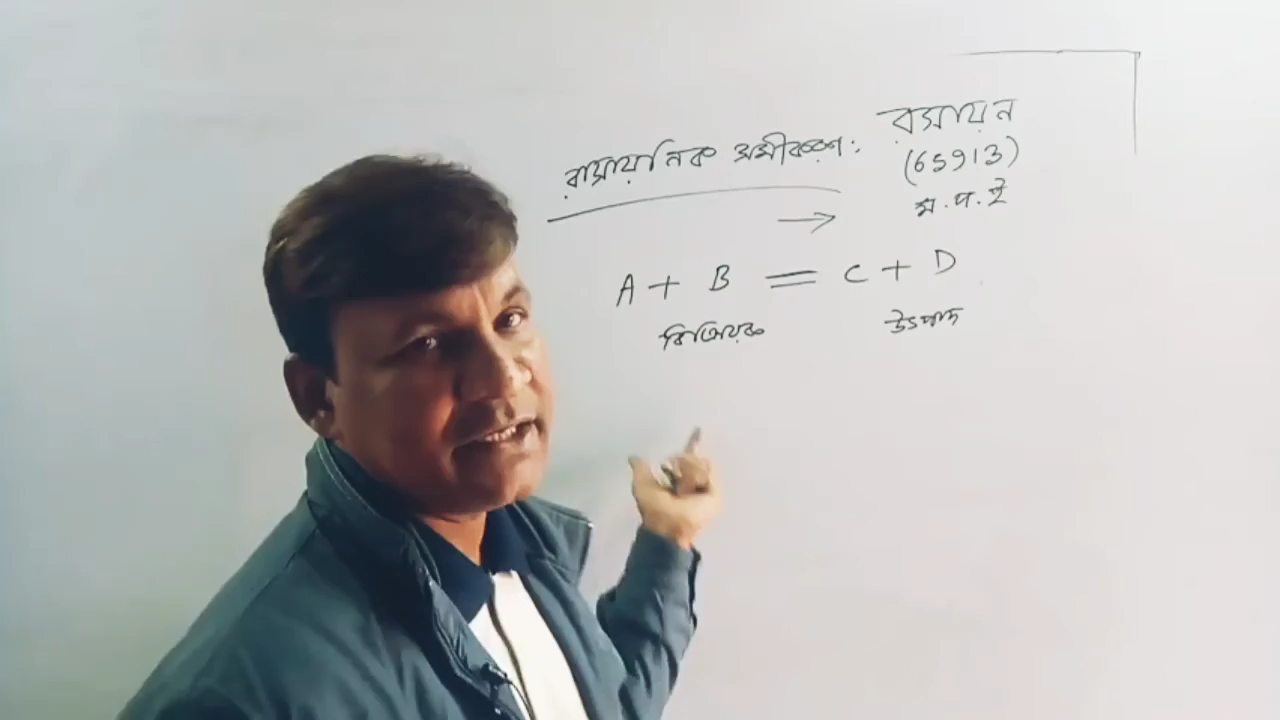 রসায়ন
রাসায়নিক সমীকরণ:
(65913)
ম.প.ই
→
A + B = C + D
বিক্রিয়ক
উৎপাদ